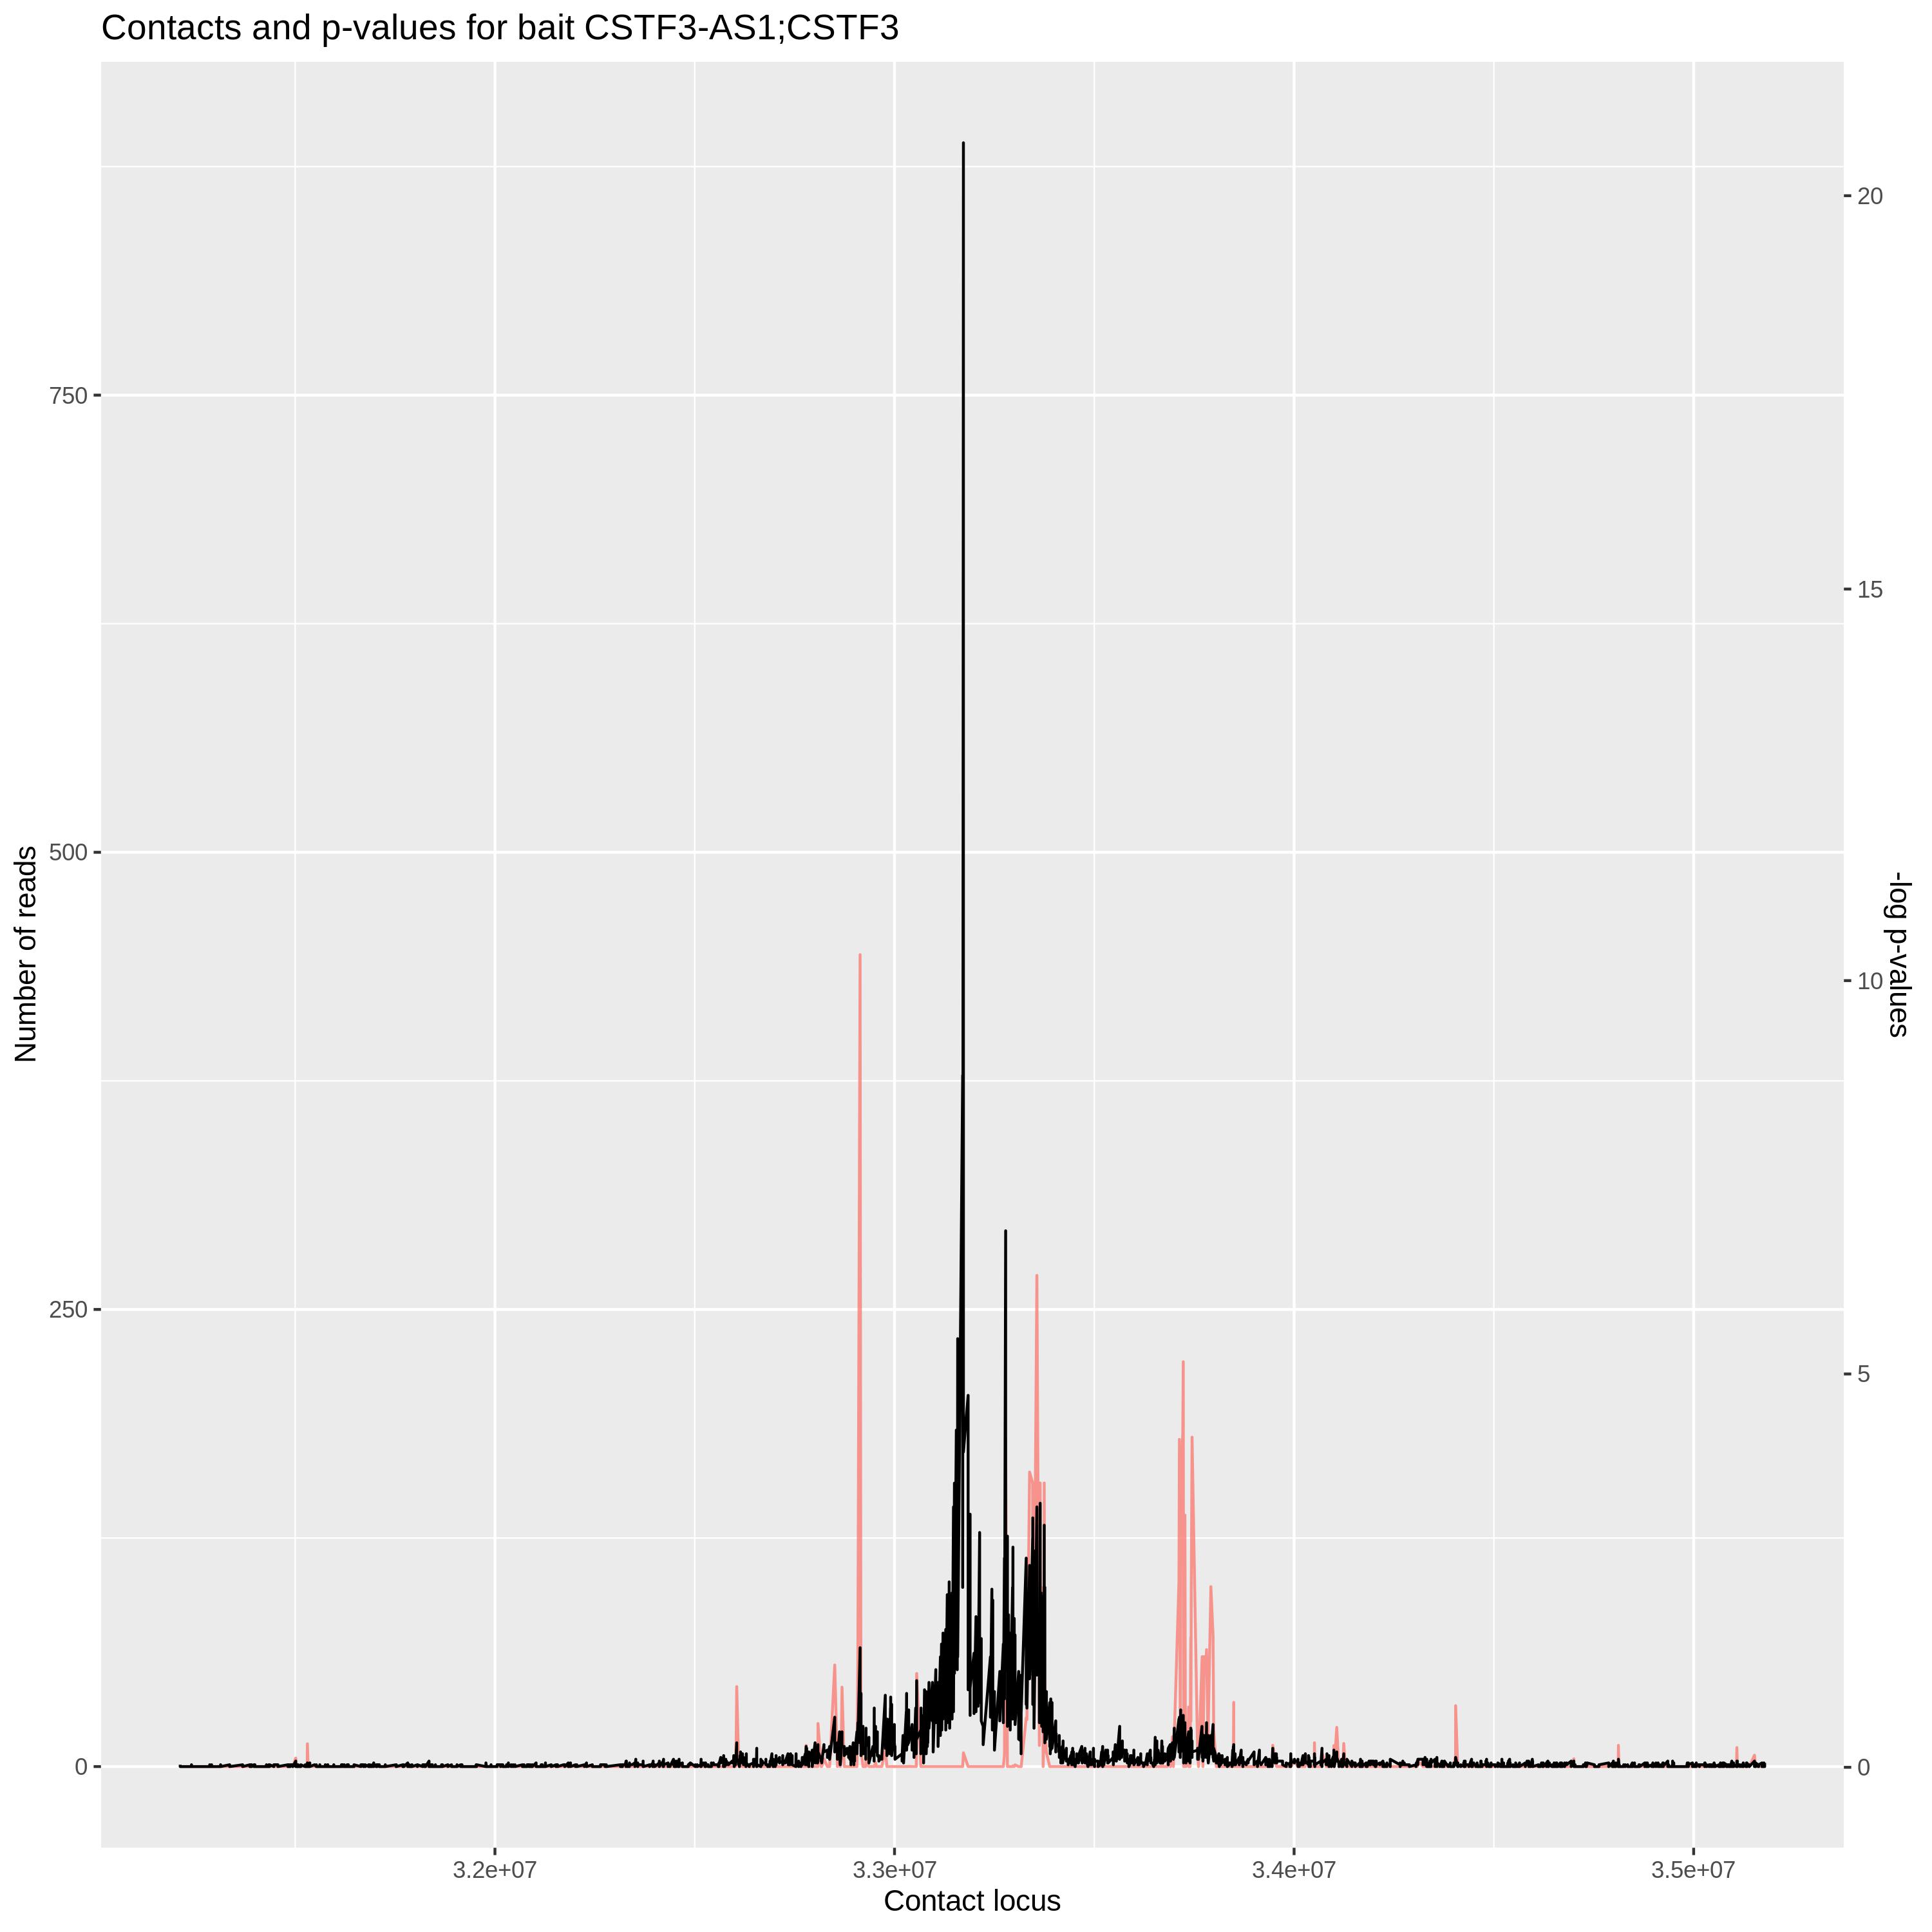 Contacts and p-values for bait CSTF3-AS1;CSTF3
750
500
250
0
Number of reads
20
15
10
5
0
-log p-values
3.2e+07
3.3e+07
3.4e+07
3.5e+07
Contact locus